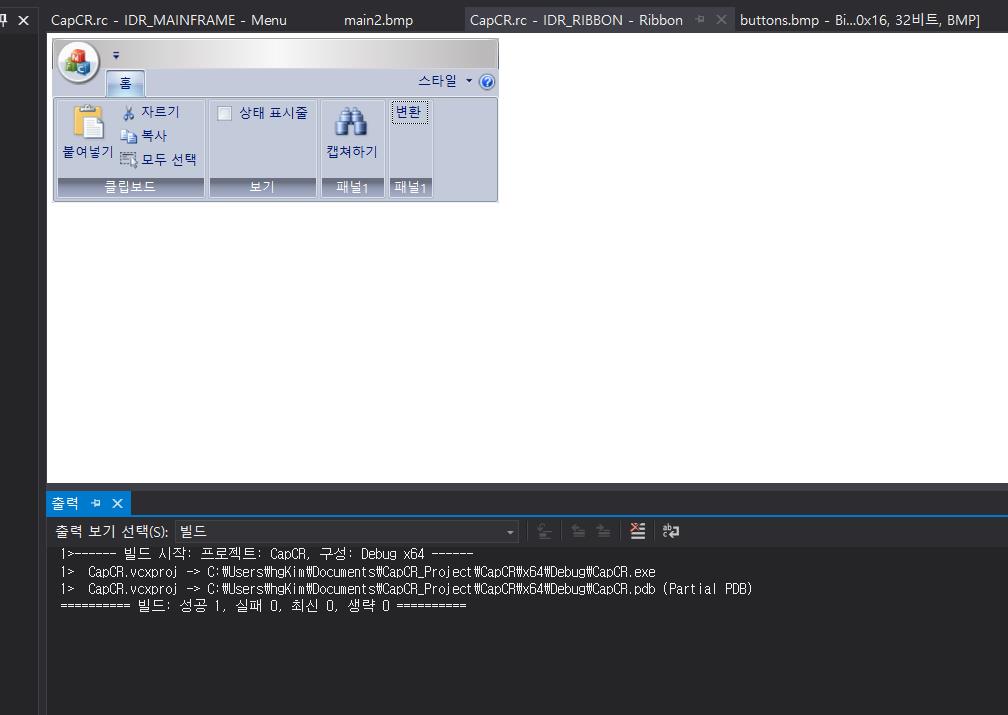 CapCR.rc - IDR_MAINFRAME - Menu
main2.bmp
CapCR.rc - IDR_RIBBON - Ribbon
buttons.bmp - Bi...0x16, 32비트, BMP]
홈
스타일
붙여넣기
자르기
복사
모두 선택
클립보드
상태 표시줄
보기
캡쳐하기
패널1
변환
패널1
출력
출력 보기 선택(S): 빌드
1>------ 빌드 시작: 프로젝트: CapCR, 구성: Debug x64 ------
1>  CapCR.vcxproj -> C:₩Users₩hgKim₩Documents₩CapCR_Project₩CapCR₩x64₩Debug₩CapCR.exe
1>  CapCR.vcxproj -> C:₩Users₩hgKim₩Documents₩CapCR_Project₩CapCR₩x64₩Debug₩CapCR.pdb (Partial PDB)
========== 빌드: 성공 1, 실패 0, 최신 0, 생략 0 ==========